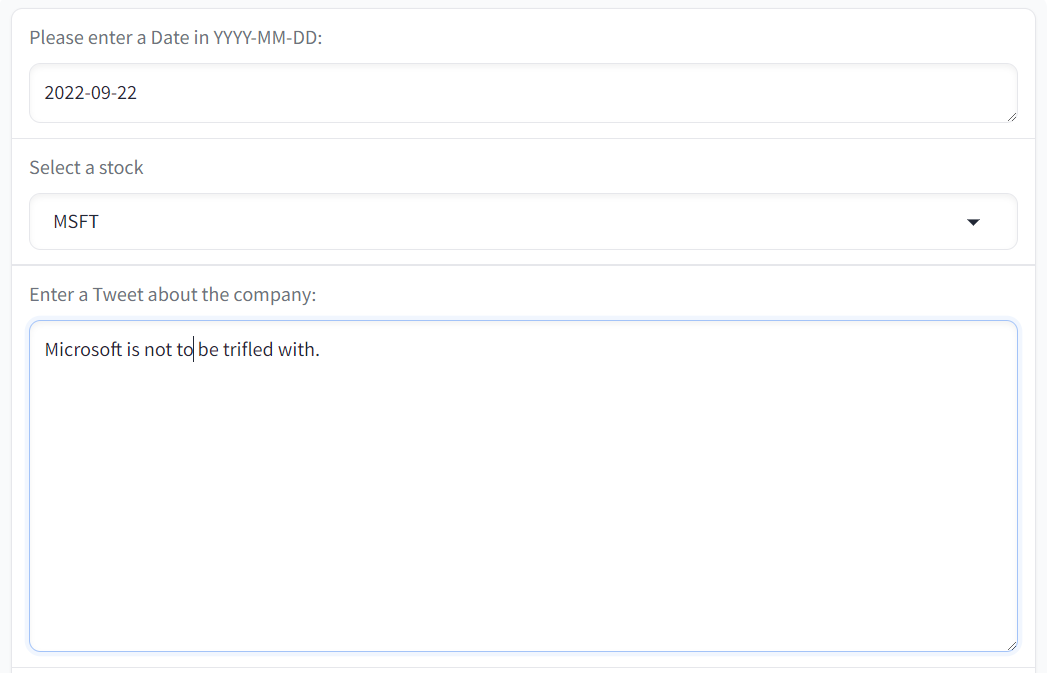 Please enter a Date in YYYY-MM-DD:
2022-09-22
Select a stock
MSFT
Enter a Tweet about the company:
Microsoft is not to be trifled with.